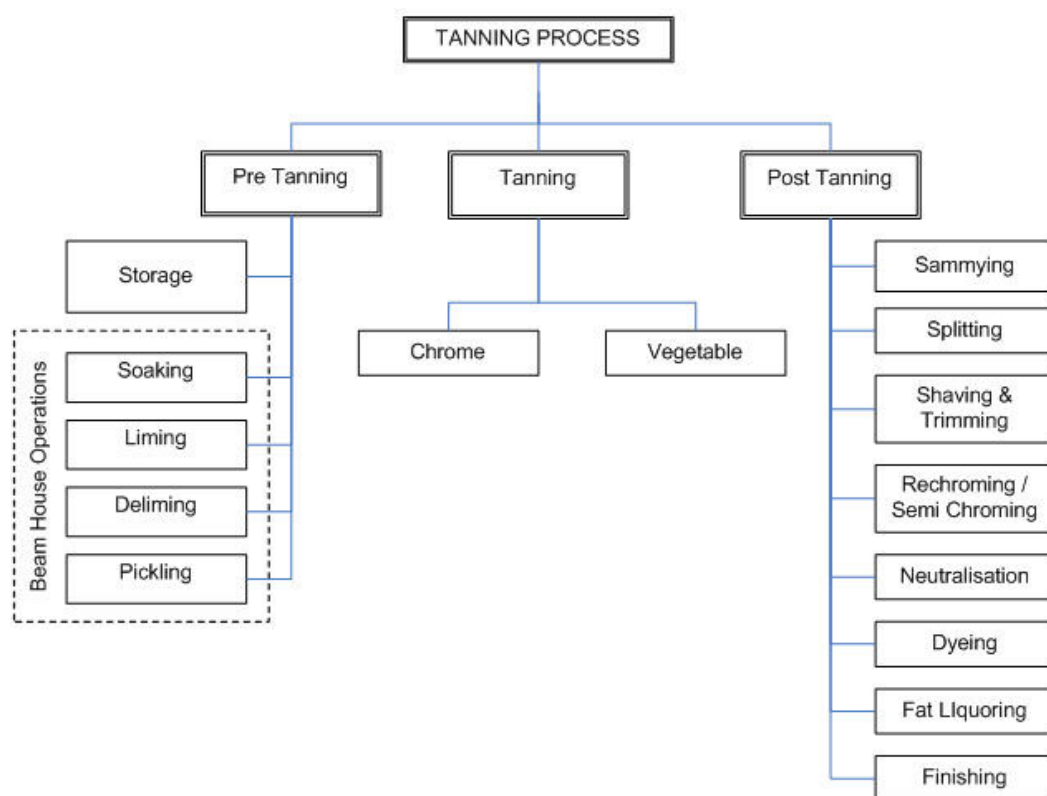 TANNING PROCESS
Pre Tanning
Tanning
Post Tanning
Storage
Beam House Operations
Soaking
Liming
Deliming
Pickling
Chrome
Vegetable
Sammying
Splitting
Shaving &
Trimming
Rechroming /
Semi Chroming
Neutralisation
Dyeing
Fat LIquoring
Finishing